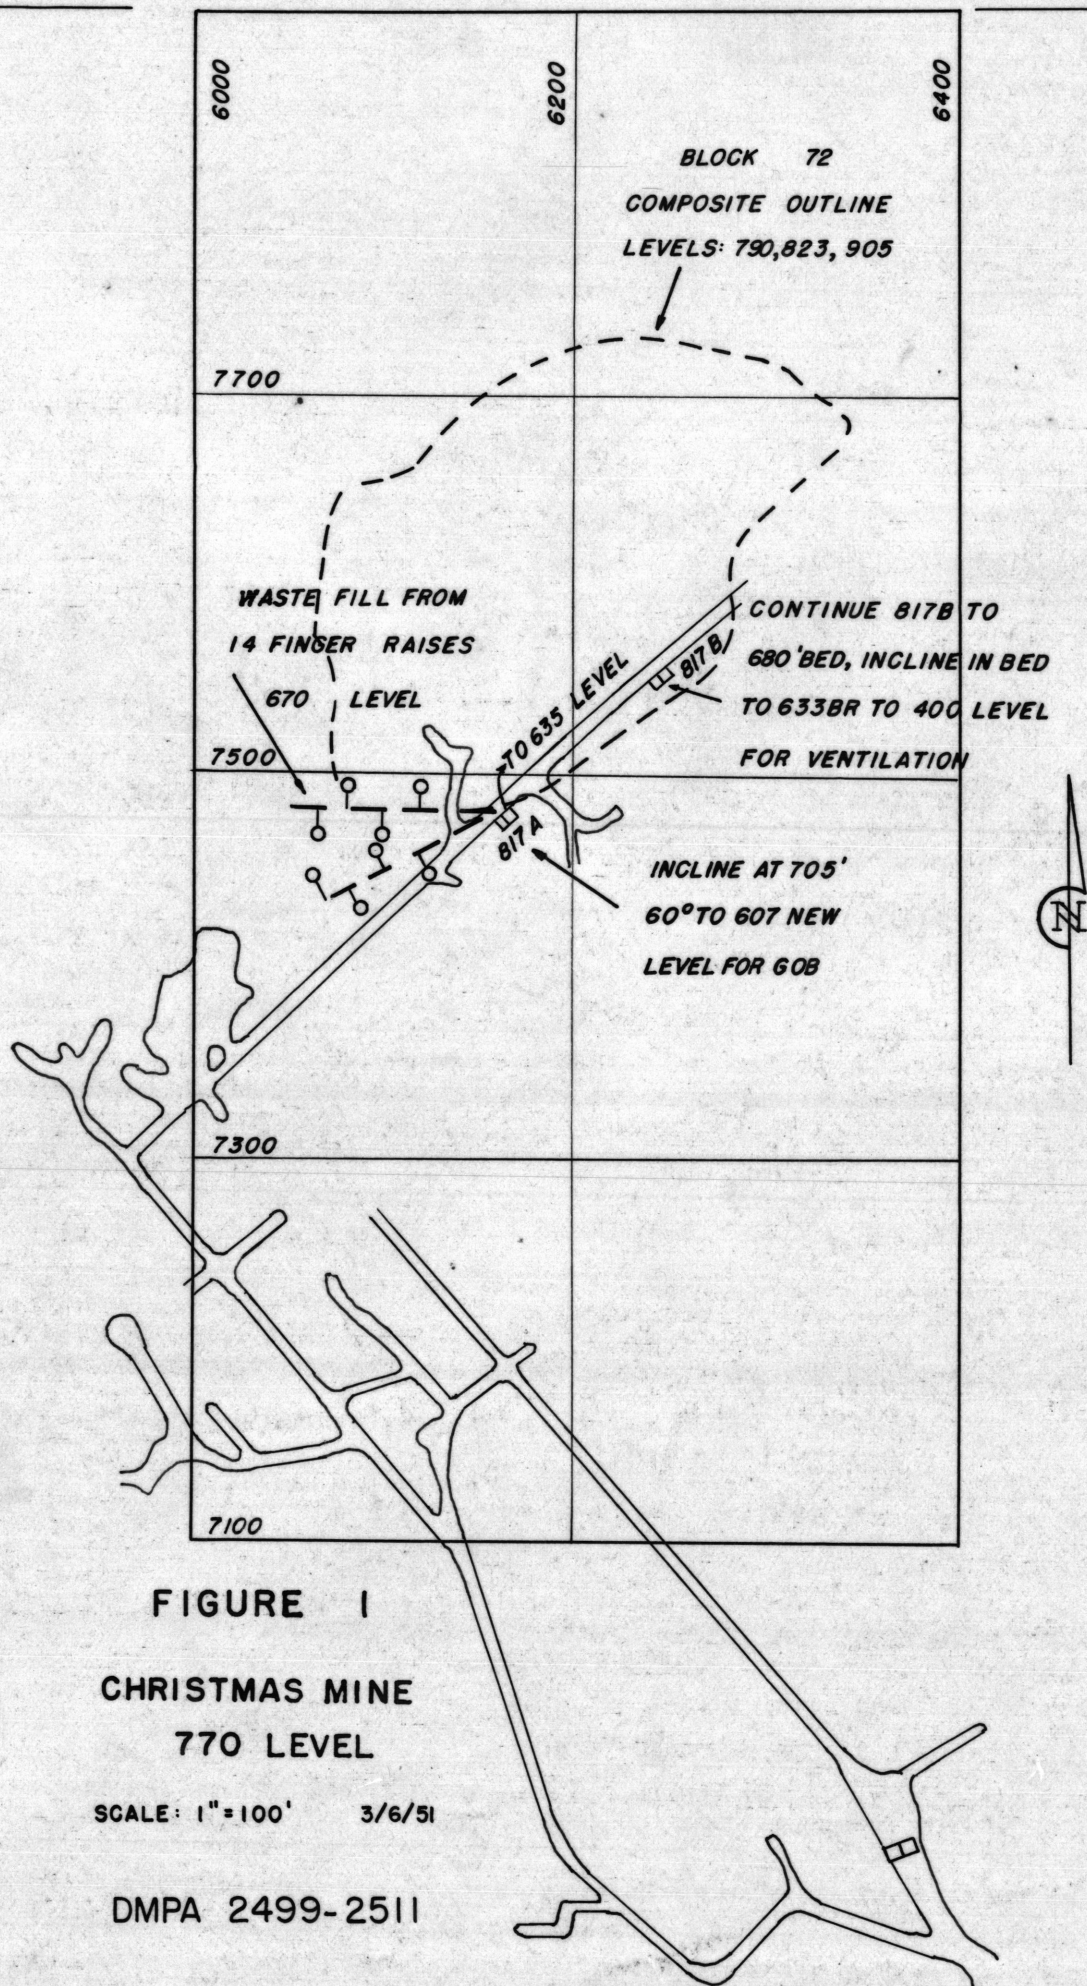 6000
6200
6400
BLOCK 72
COMPOSITE OUTLINE
LEVELS: 790,823, 905
7700
WASTE FILL FROM
14 FINGER RAISES
670 LEVEL
TO 635 LEVEL
817B
CONTINUE 817B TO
680'BED, INCLINE IN BED
TO 633BR TO 400 LEVEL
FOR VENTILATION
7500
817A
INCLINE AT 705'
60° TO 607 NEW
LEVEL FOR GOB
N
7300
7100
FIGURE 1
CHRISTMAS MINE
770 LEVEL
SCALE: 1"=100' 3/6/51
DMPA 2499-2511